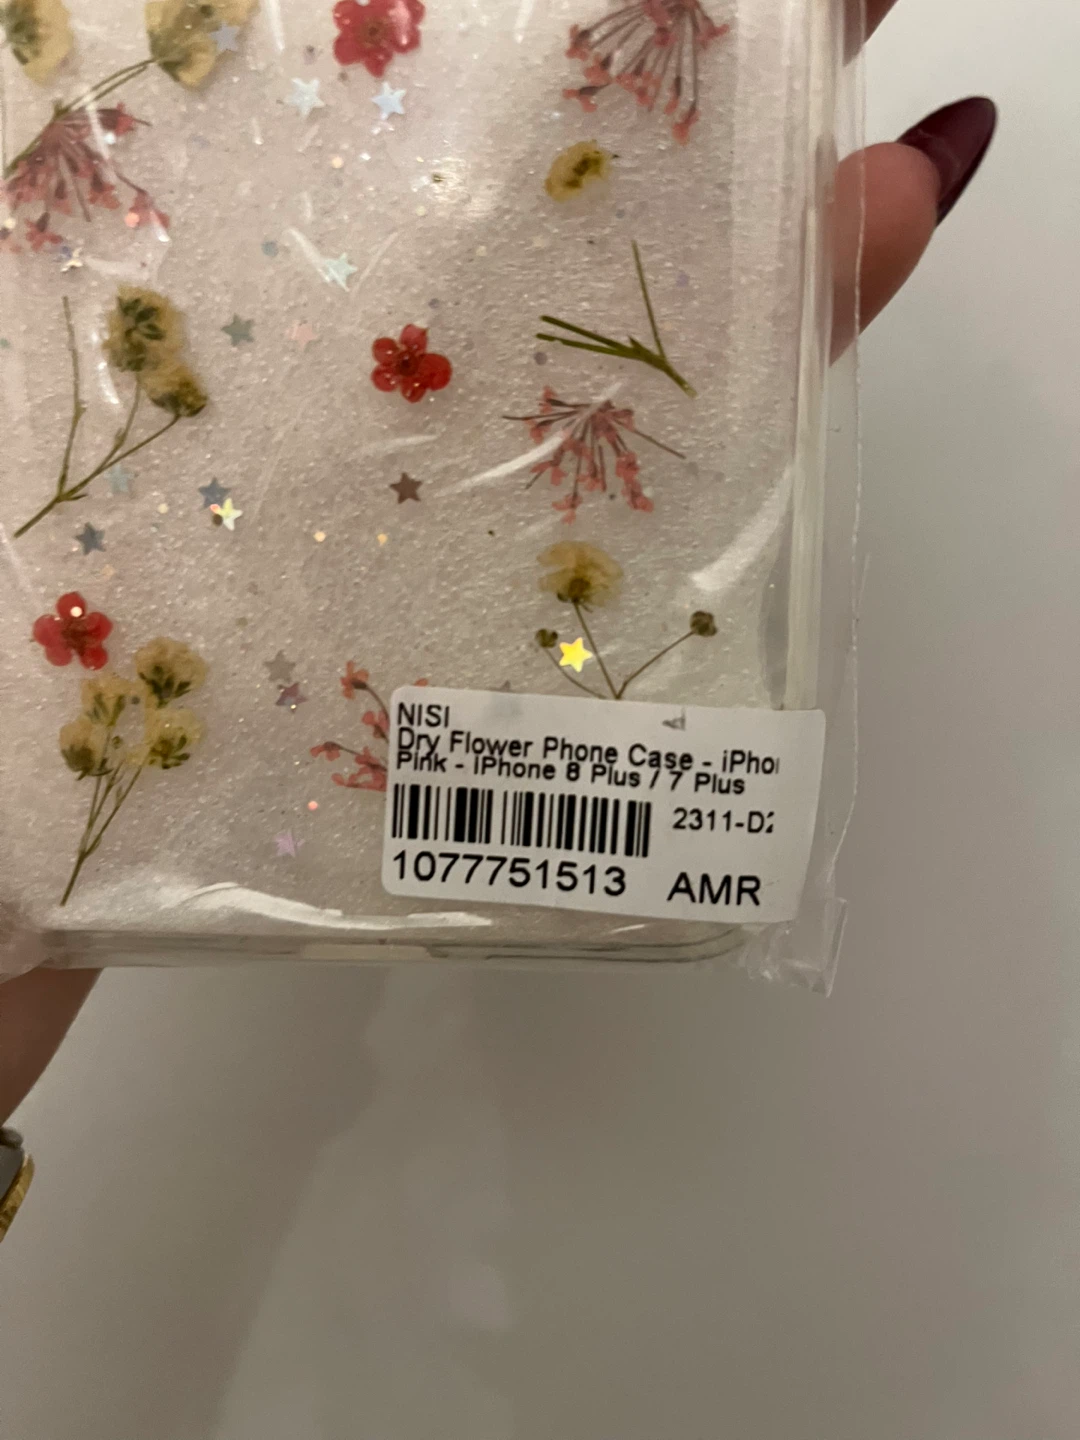 NISI
Dry Flower Phone Case - iPho
Pink - iPhone 8 Plus / 7 Plus
2311-D2
1077751513 AMR